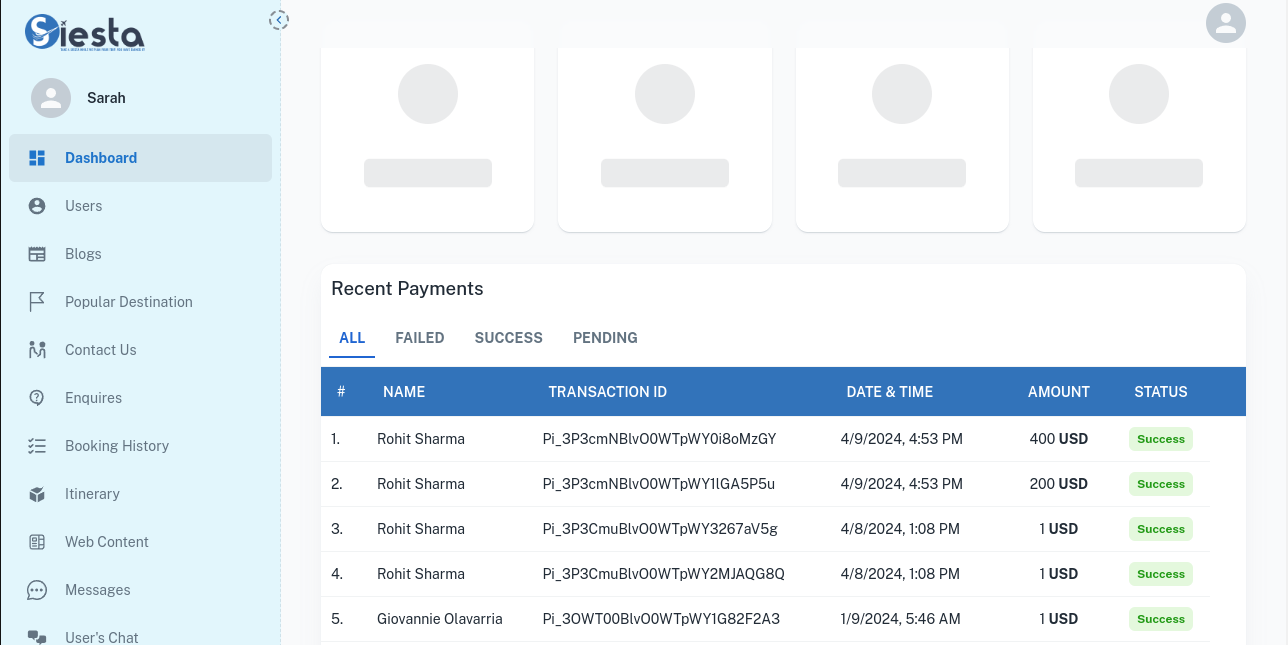 Siesta
Sarah
Dashboard
Users
Blogs
Popular Destination
Contact Us
Enquires
Booking History
Itinerary
Web Content
Messages
User's Chat
Recent Payments
ALL FAILED SUCCESS PENDING
# NAME TRANSACTION ID DATE & TIME AMOUNT STATUS
1. Rohit Sharma Pi_3P3cmNBlvO0WTpWY0i8oMzGY 4/9/2024, 4:53 PM 400 USD Success
2. Rohit Sharma Pi_3P3cmNBlvO0WTpWY1lGA5P5u 4/9/2024, 4:53 PM 200 USD Success
3. Rohit Sharma Pi_3P3CmuBlvO0WTpWY3267aV5g 4/8/2024, 1:08 PM 1 USD Success
4. Rohit Sharma Pi_3P3CmuBlvO0WTpWY2MJAQG8Q 4/8/2024, 1:08 PM 1 USD Success
5. Giovannie Olavarria Pi_3OWT00BlvO0WTpWY1G82F2A3 1/9/2024, 5:46 AM 1 USD Success